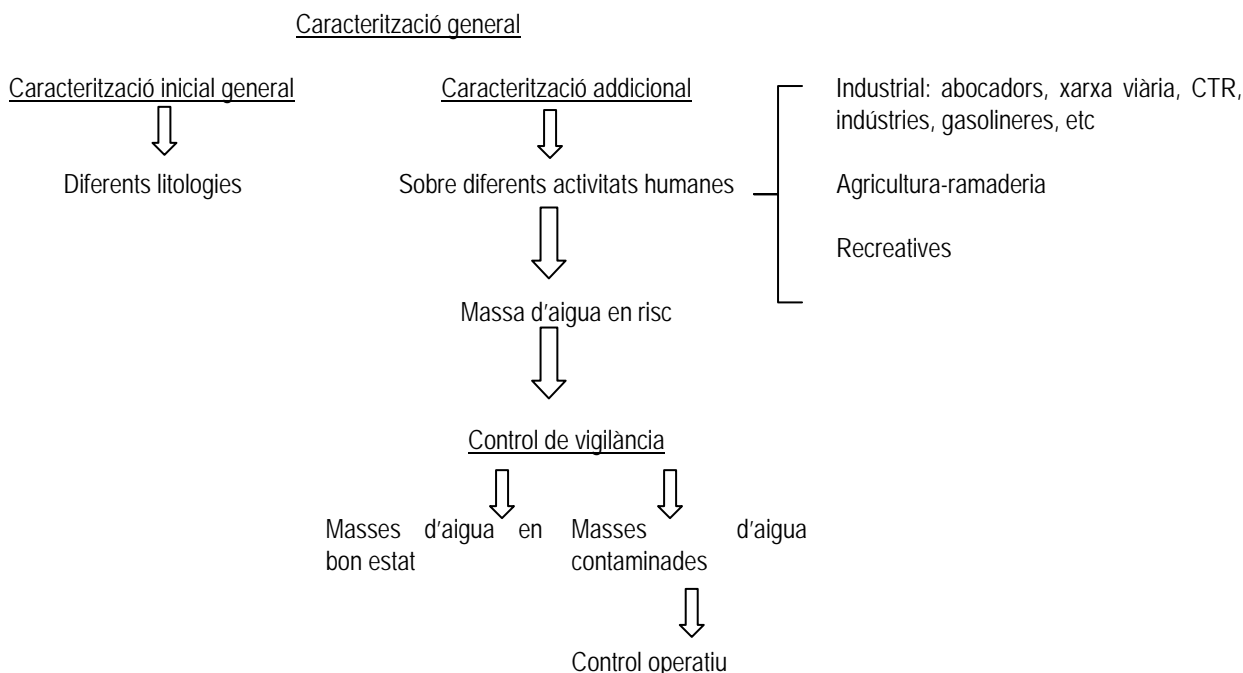 Caracterització general
Caracterització inicial general
Caracterització addicional
Industrial: abocadors, xarxa viària, CTR,
indústries, gasolineres, etc
Diferents litologies
Sobre diferents activitats humanes
Agricultura-ramaderia
Recreatives
Massa d'aigua en risc
Control de vigilància
Masses d'aigua en
bon estat
Masses d'aigua
contaminades
Control operatiu